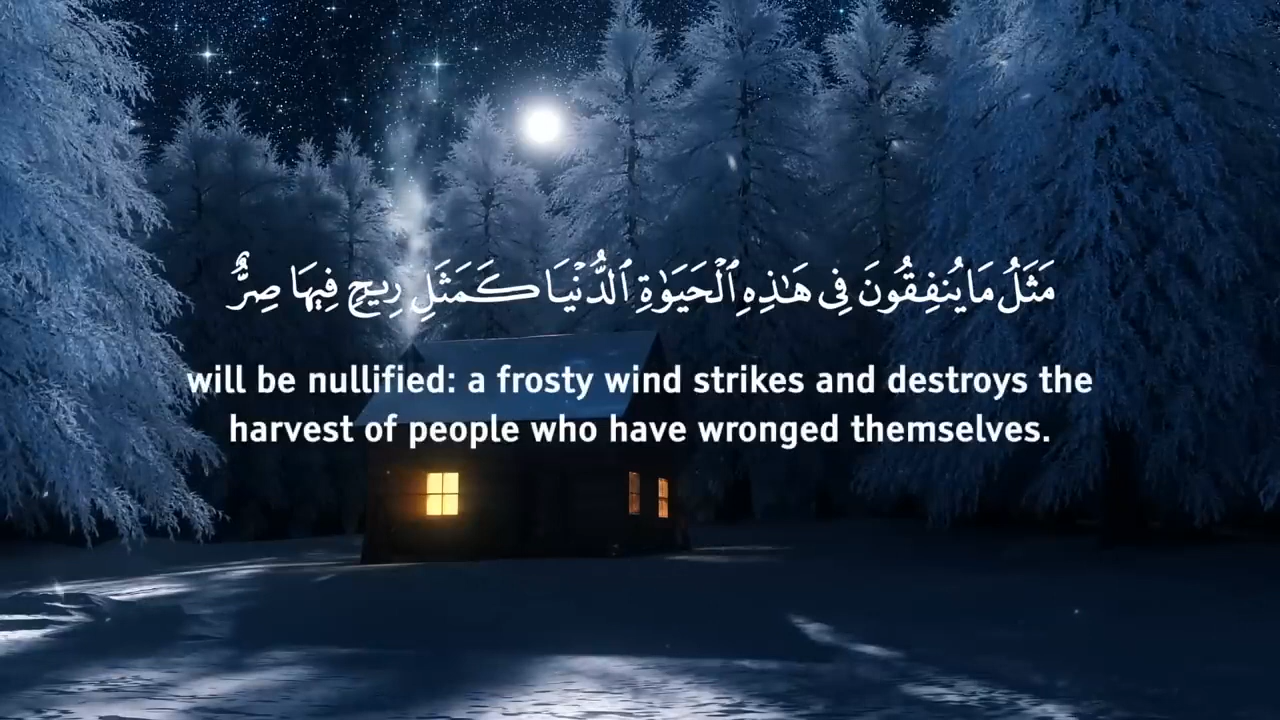 مَثَلُ مَا يُنفِقُونَ فِى هَـٰذِهِ ٱلْحَيَوٰةِ ٱلدُّنْيَا كَمَثَلِ رِيحٍ فِيهَا صِرٌّ
will be nullified: a frosty wind strikes and destroys the
harvest of people who have wronged themselves.